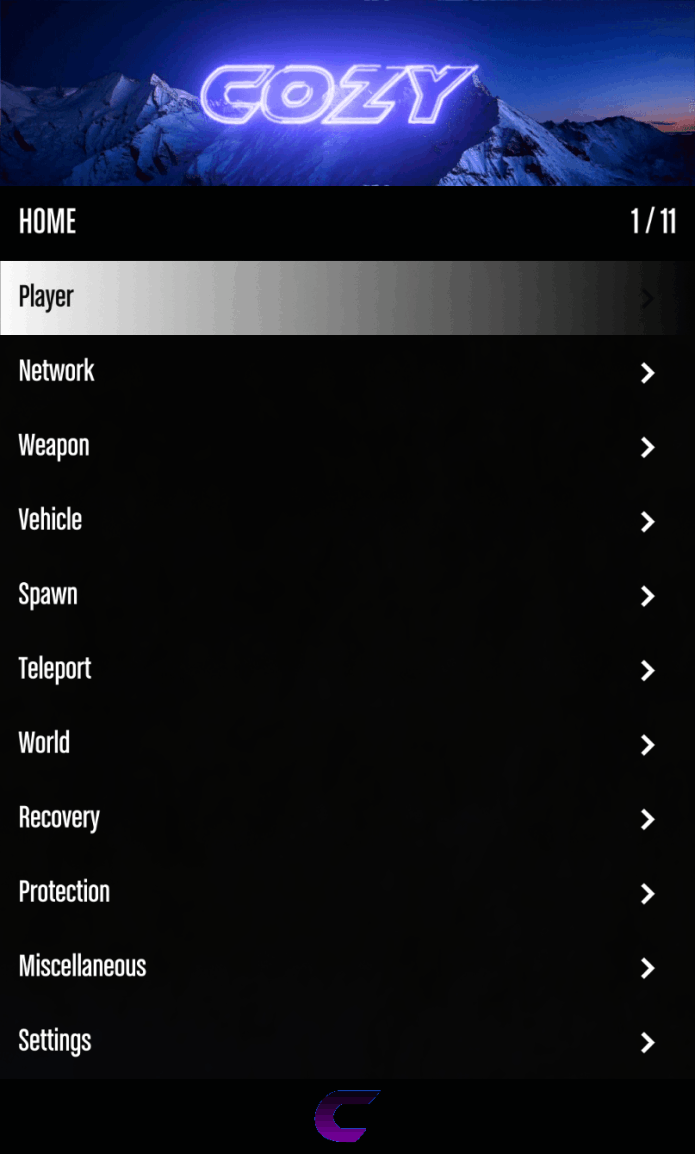 COZY
HOME
1 / 11
Player
Network
Weapon
Vehicle
Spawn
Teleport
World
Recovery
Protection
Miscellaneous
Settings
C